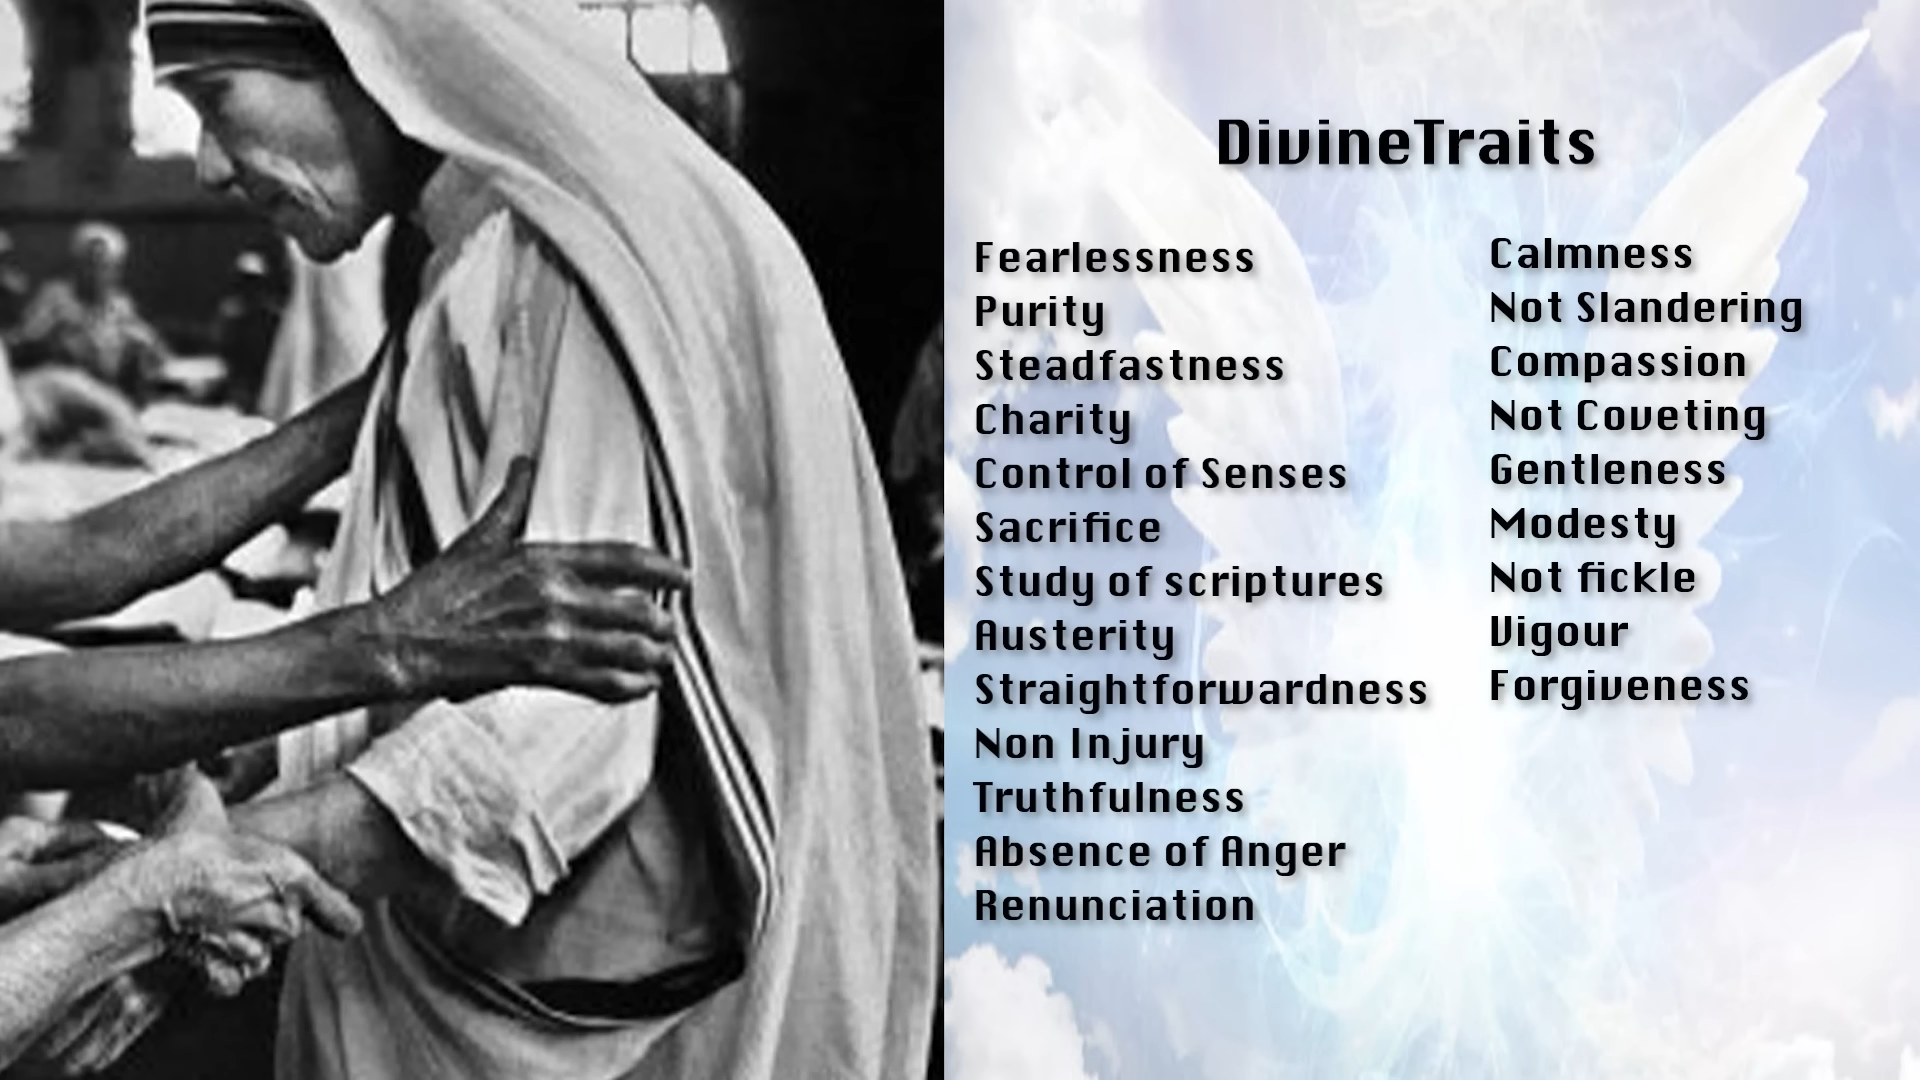 DivineTraits
Fearlessness
Purity
Steadfastness
Charity
Control of Senses
Sacrifice
Study of scriptures
Austerity
Straightforwardness
Non Injury
Truthfulness
Absence of Anger
Renunciation
Calmness
Not Slandering
Compassion
Not Coveting
Gentleness
Modesty
Not fickle
Vigour
Forgiveness